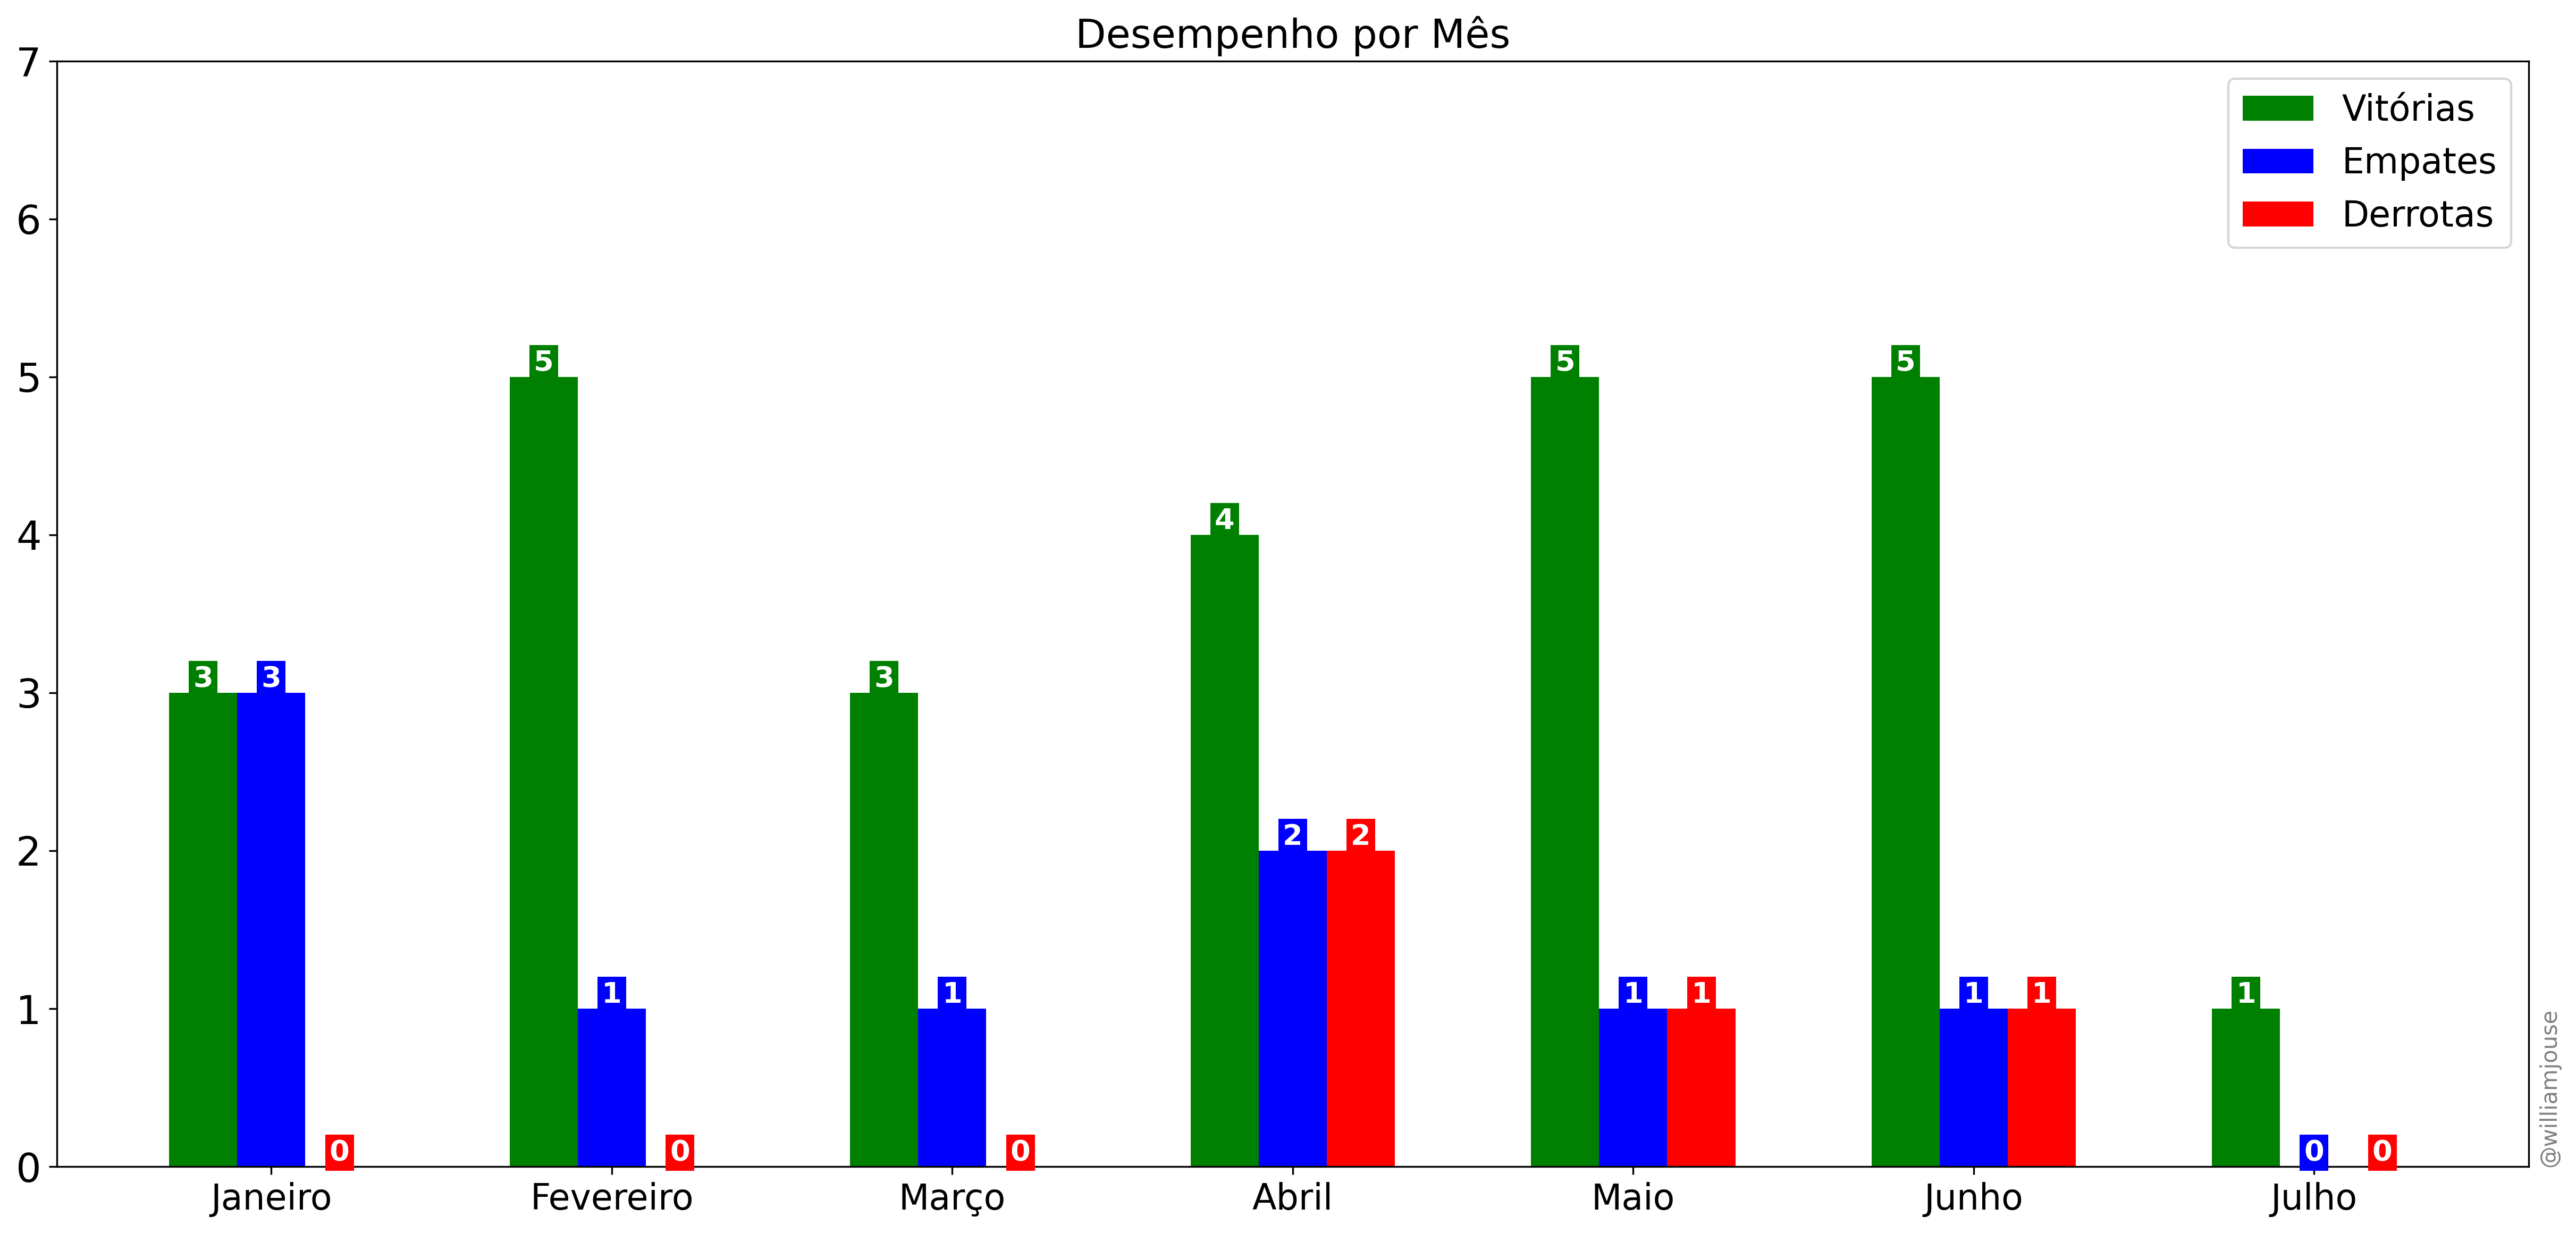 Desempenho por Mês
7
6
5
4
3
2
1
0
Vitórias
Empates
Derrotas
3 3 0
5 1 0
3 1 0
4 2 2
5 1 1
5 1 1
1 0 0
Janeiro Fevereiro Março Abril Maio Junho Julho
@williamjouse